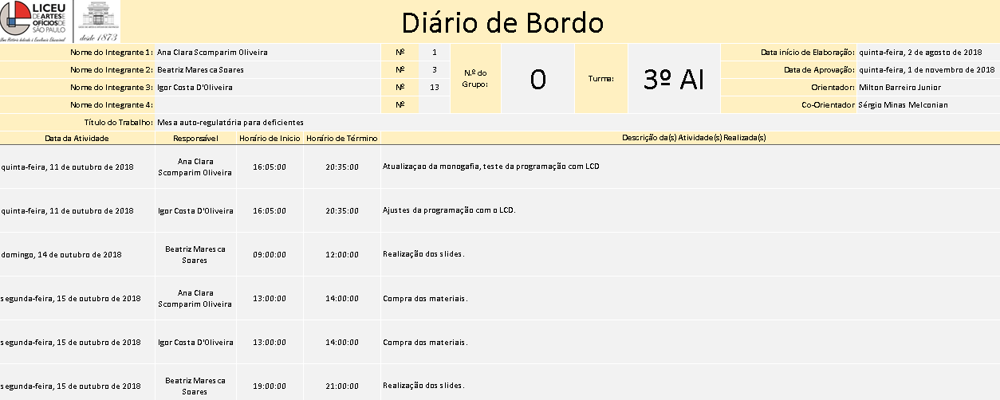 LICEU
DE ARTES E
OFÍCIOS DE
SÃO PAULO
Uma História dedicada à Excelência Educacional
desde 1873
Diário de Bordo
Nome do Integrante 1: Ana Clara Scomparim Oliveira Nº 1
Nome do Integrante 2: Beatriz Maresca Soares Nº 3
Nome do Integrante 3: Igor Costa D'Oliveira Nº 13
Nome do Integrante 4: Nº
N.º do
Grupo:
0
Turma:
3º AI
Data início de Elaboração: quinta-feira, 2 de agosto de 2018
Data de Aprovação: quinta-feira, 1 de novembro de 2018
Orientador: Milton Barreiro Junior
Co-Orientador Sérgio Minas Melconian
Título do Trabalho: Mesa auto-regulatória para deficientes
Data da Atividade Responsável Horário de Inicio Horário de Término Descrição da(s) Atividade(s) Realizada(s)
quinta-feira, 11 de outubro de 2018
Ana Clara
Scomparim Oliveira
16:05:00 20:35:00 Atualizaçao da monogafia, teste da programação com LCD
quinta-feira, 11 de outubro de 2018 Igor Costa D'Oliveira 16:05:00 20:35:00 Ajustes da programação com o LCD.
domingo, 14 de outubro de 2018
Beatriz Maresca
Soares
09:00:00 12:00:00 Realização dos slides.
segunda-feira, 15 de outubro de 2018
Ana Clara
Scomparim Oliveira
13:00:00 14:00:00 Compra dos materiais.
segunda-feira, 15 de outubro de 2018 Igor Costa D'Oliveira 13:00:00 14:00:00 Compra dos materiais.
segunda-feira, 15 de outubro de 2018
Beatriz Maresca
Soares
19:00:00 21:00:00 Realização dos slides.